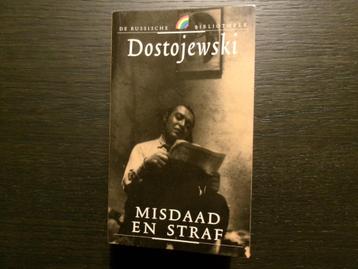 DE RUSSISCHE BIBLIOTHEEK
Dostojewski
MISDAAD
EN STRAF